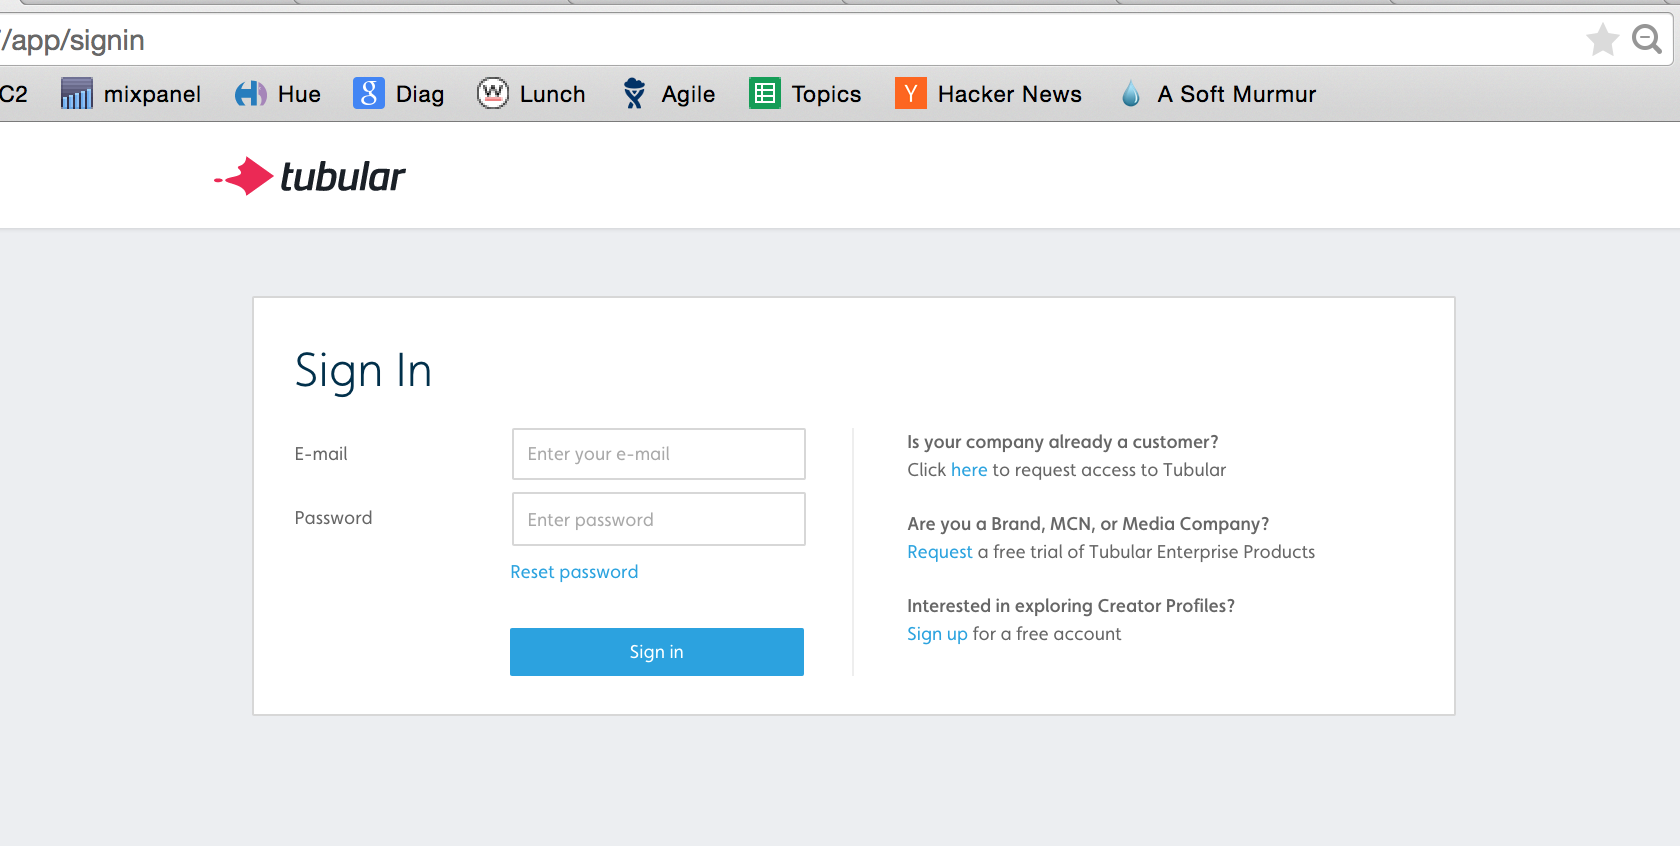 /app/signin
C2 mixpanel Hue Diag Lunch Agile Topics Hacker News A Soft Murmur
tubular
Sign In
E-mail
Enter your e-mail
Password
Enter password
Reset password
Sign in
Is your company already a customer?
Click here to request access to Tubular
Are you a Brand, MCN, or Media Company?
Request a free trial of Tubular Enterprise Products
Interested in exploring Creator Profiles?
Sign up for a free account